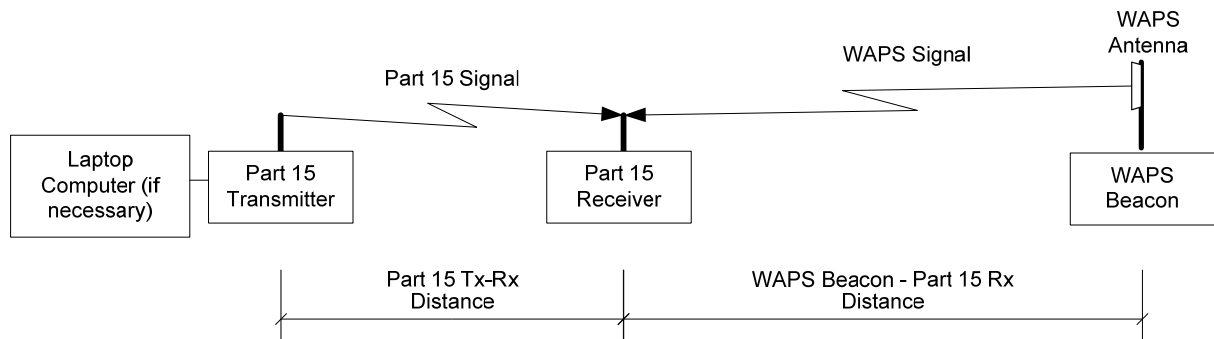 WAPS
Antenna
WAPS Signal
Part 15 Signal
Laptop
Computer (if
necessary)
Part 15
Transmitter
Part 15
Receiver
WAPS
Beacon
Part 15 Tx-Rx
Distance
WAPS Beacon - Part 15 Rx
Distance